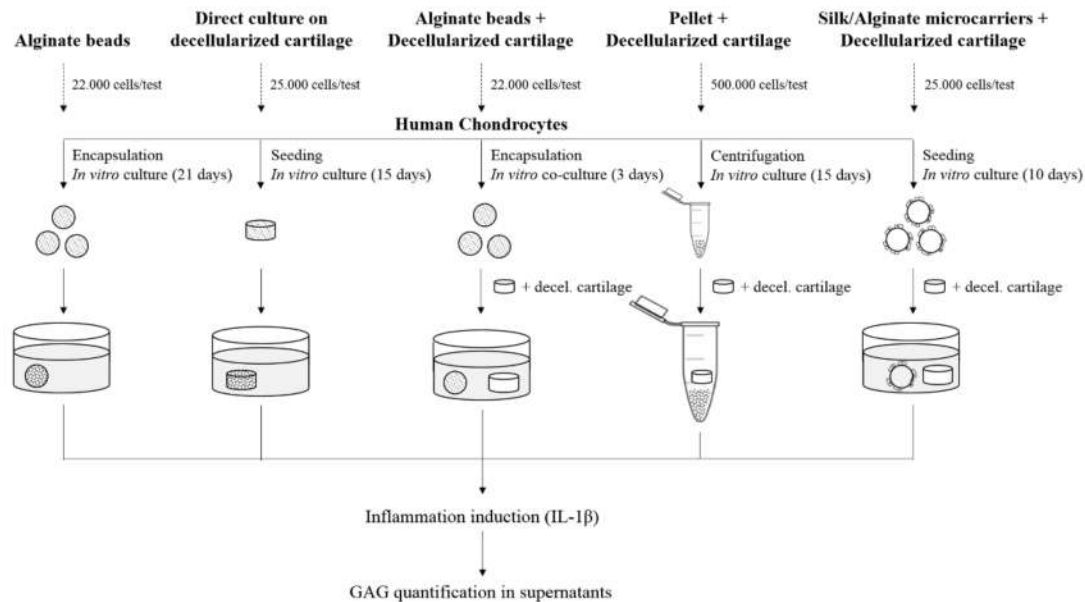 Alginate beads
Direct culture on
decellularized cartilage
Alginate beads +
Decellularized cartilage
Pellet +
Decellularized cartilage
Silk/Alginate microcarriers +
Decellularized cartilage
22.000 cells/test
25.000 cells/test
22.000 cells/test
500.000 cells/test
25.000 cells/test
Human Chondrocytes
Encapsulation
In vitro culture (21 days)
Seeding
In vitro culture (15 days)
Encapsulation
In vitro co-culture (3 days)
Centrifugation
In vitro culture (15 days)
Seeding
In vitro culture (10 days)
+ decel. cartilage
+ decel. cartilage
+ decel. cartilage
Inflammation induction (IL-1β)
GAG quantification in supernatants